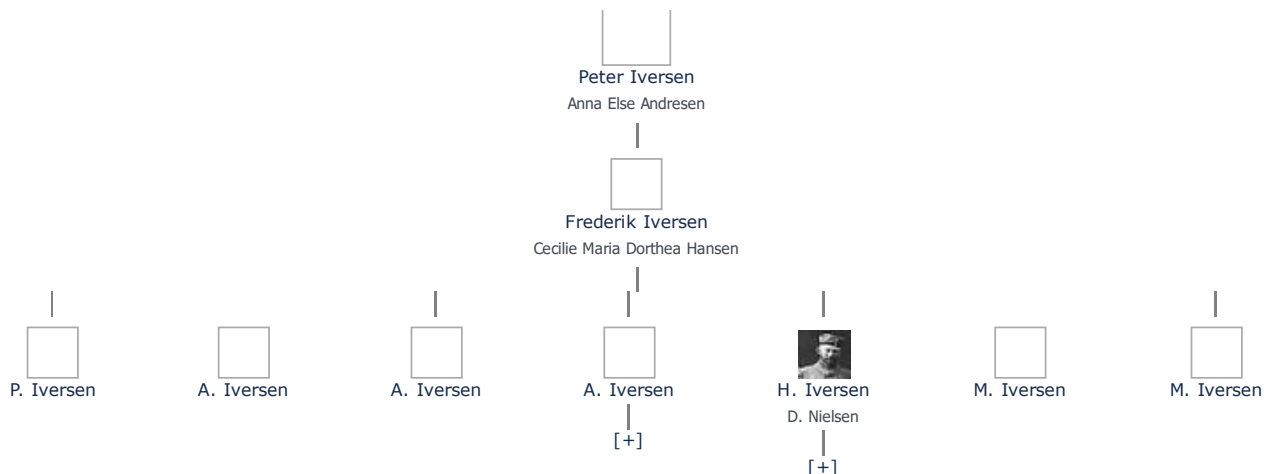 Peter Iversen
Anna Else Andresen
Frederik Iversen
Cecilie Maria Dorthea Hansen
P. Iversen A. Iversen A. Iversen A. Iversen H. Iversen M. Iversen M. Iversen
D. Nielsen
[+]
[+]